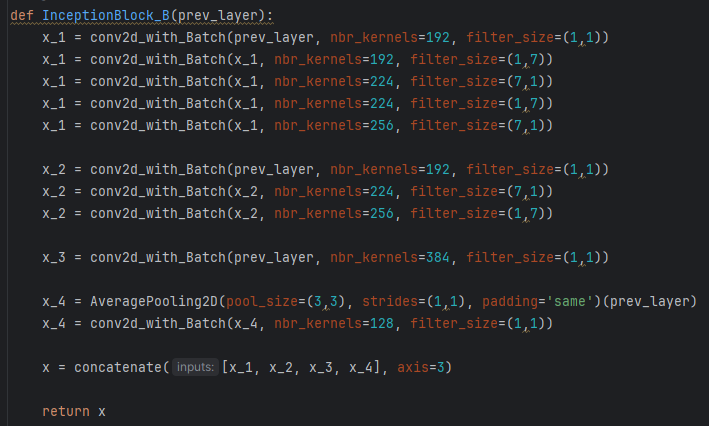 def InceptionBlock_B(prev_layer):
    x_1 = conv2d_with_Batch(prev_layer, nbr_kernels=192, filter_size=(1,1))
    x_1 = conv2d_with_Batch(x_1, nbr_kernels=192, filter_size=(1,7))
    x_1 = conv2d_with_Batch(x_1, nbr_kernels=224, filter_size=(7,1))
    x_1 = conv2d_with_Batch(x_1, nbr_kernels=224, filter_size=(1,7))
    x_1 = conv2d_with_Batch(x_1, nbr_kernels=256, filter_size=(7,1))

    x_2 = conv2d_with_Batch(prev_layer, nbr_kernels=192, filter_size=(1,1))
    x_2 = conv2d_with_Batch(x_2, nbr_kernels=224, filter_size=(7,1))
    x_2 = conv2d_with_Batch(x_2, nbr_kernels=256, filter_size=(1,7))

    x_3 = conv2d_with_Batch(prev_layer, nbr_kernels=384, filter_size=(1,1))

    x_4 = AveragePooling2D(pool_size=(3,3), strides=(1,1), padding='same')(prev_layer)
    x_4 = conv2d_with_Batch(x_4, nbr_kernels=128, filter_size=(1,1))

    x = concatenate( inputs: [x_1, x_2, x_3, x_4], axis=3)

    return x